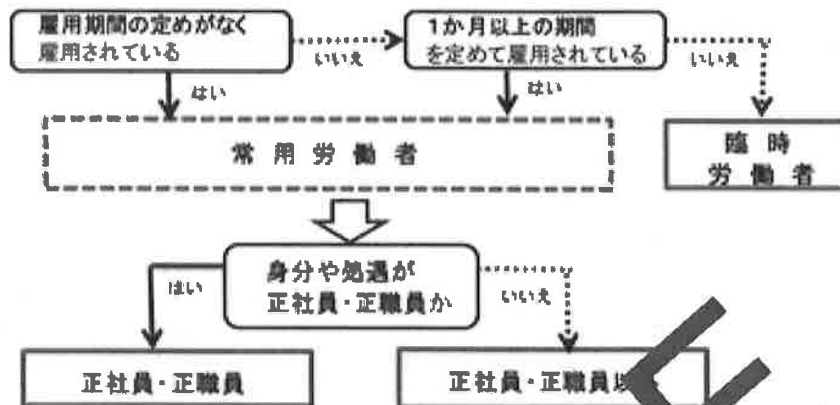 雇用期間の定めがなく
雇用されている
いいえ
1か月以上の期間
を定めて雇用されている
いいえ
はい
はい
常用労働者
臨時
労働者
身分や処遇が
正社員・正職員か
はい
いいえ
正社員・正職員
正社員・正職員